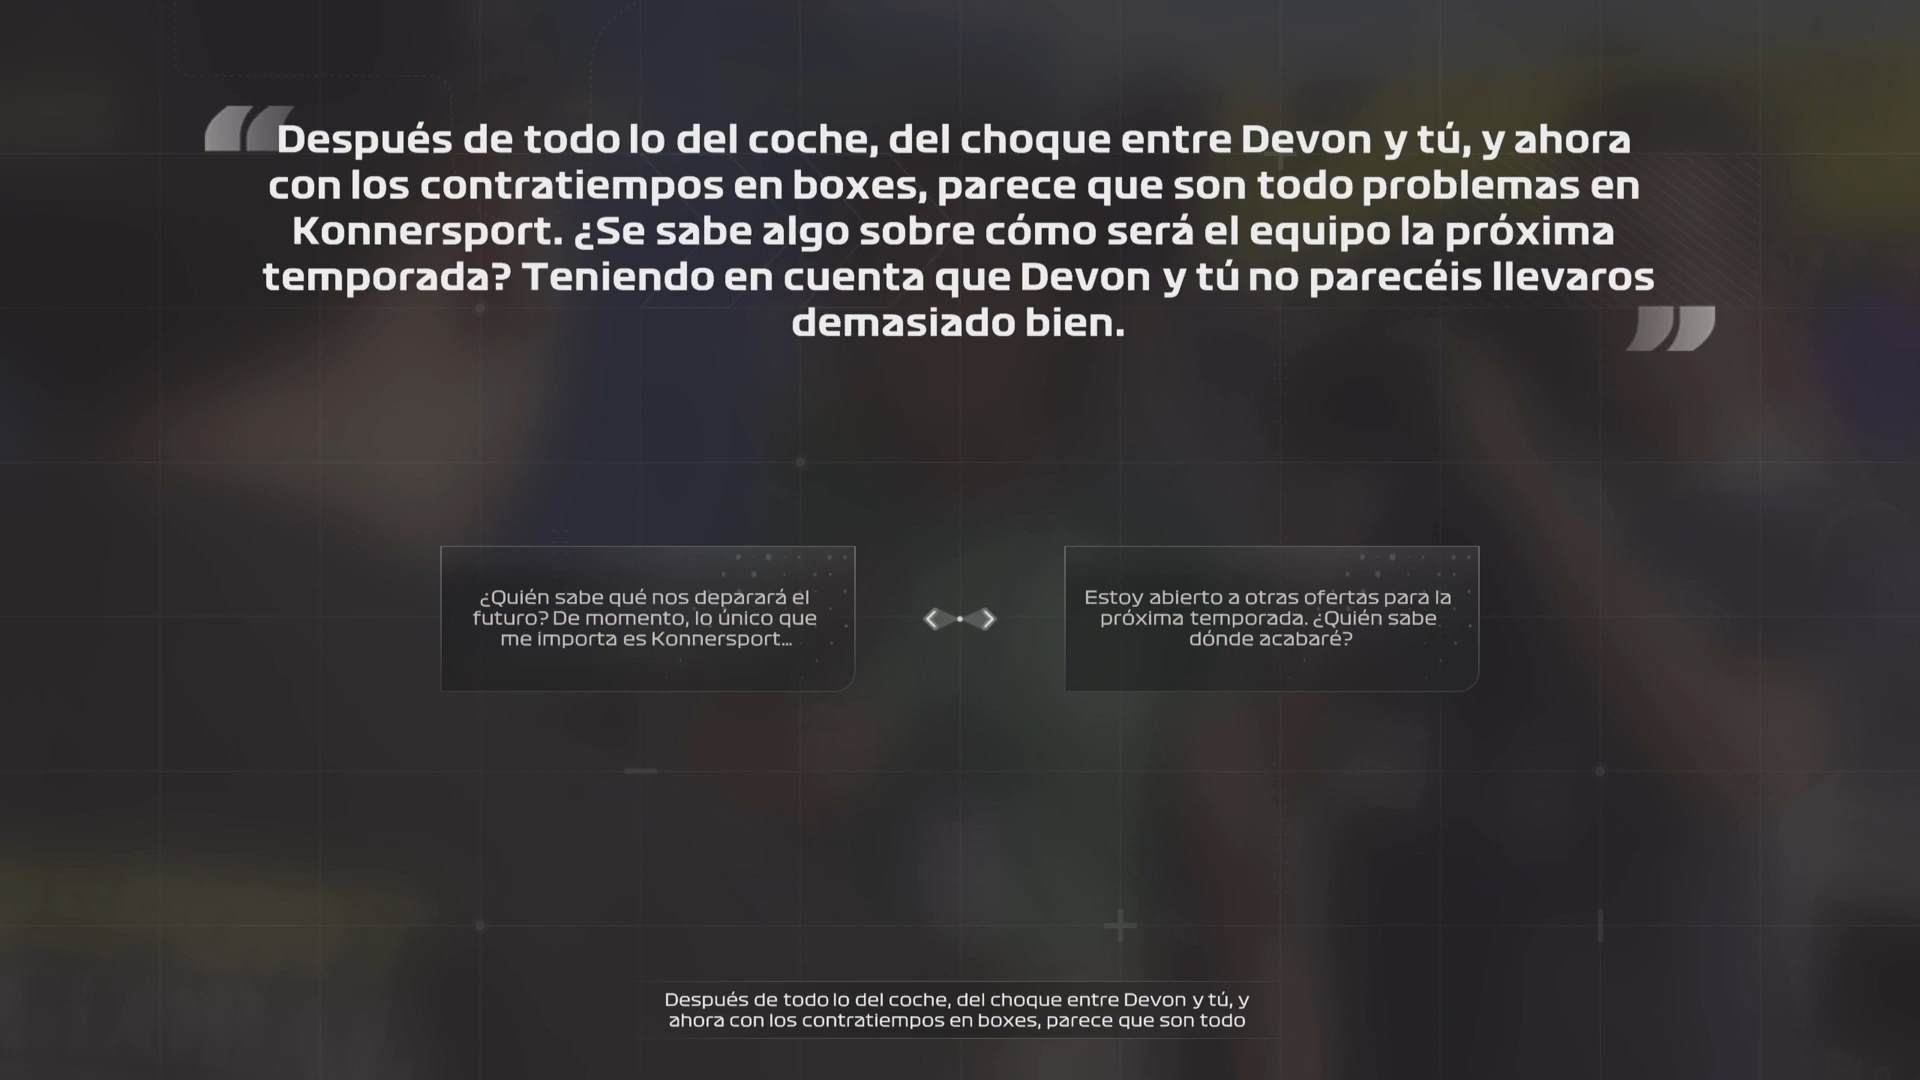 Después de todo lo del coche, del choque entre Devon y tú, y ahora
con los contratiempos en boxes, parece que son todo problemas en
Konnersport. ¿Se sabe algo sobre cómo será el equipo la próxima
temporada? Teniendo en cuenta que Devon y tú no parecéis llevaros
demasiado bien.
¿Quién sabe qué nos deparará el
futuro? De momento, lo único que
me importa es Konnersport...
Estoy abierto a otras ofertas para la
próxima temporada. ¿Quién sabe
dónde acabaré?
Después de todo lo del coche, del choque entre Devon y tú, y
ahora con los contratiempos en boxes, parece que son todo